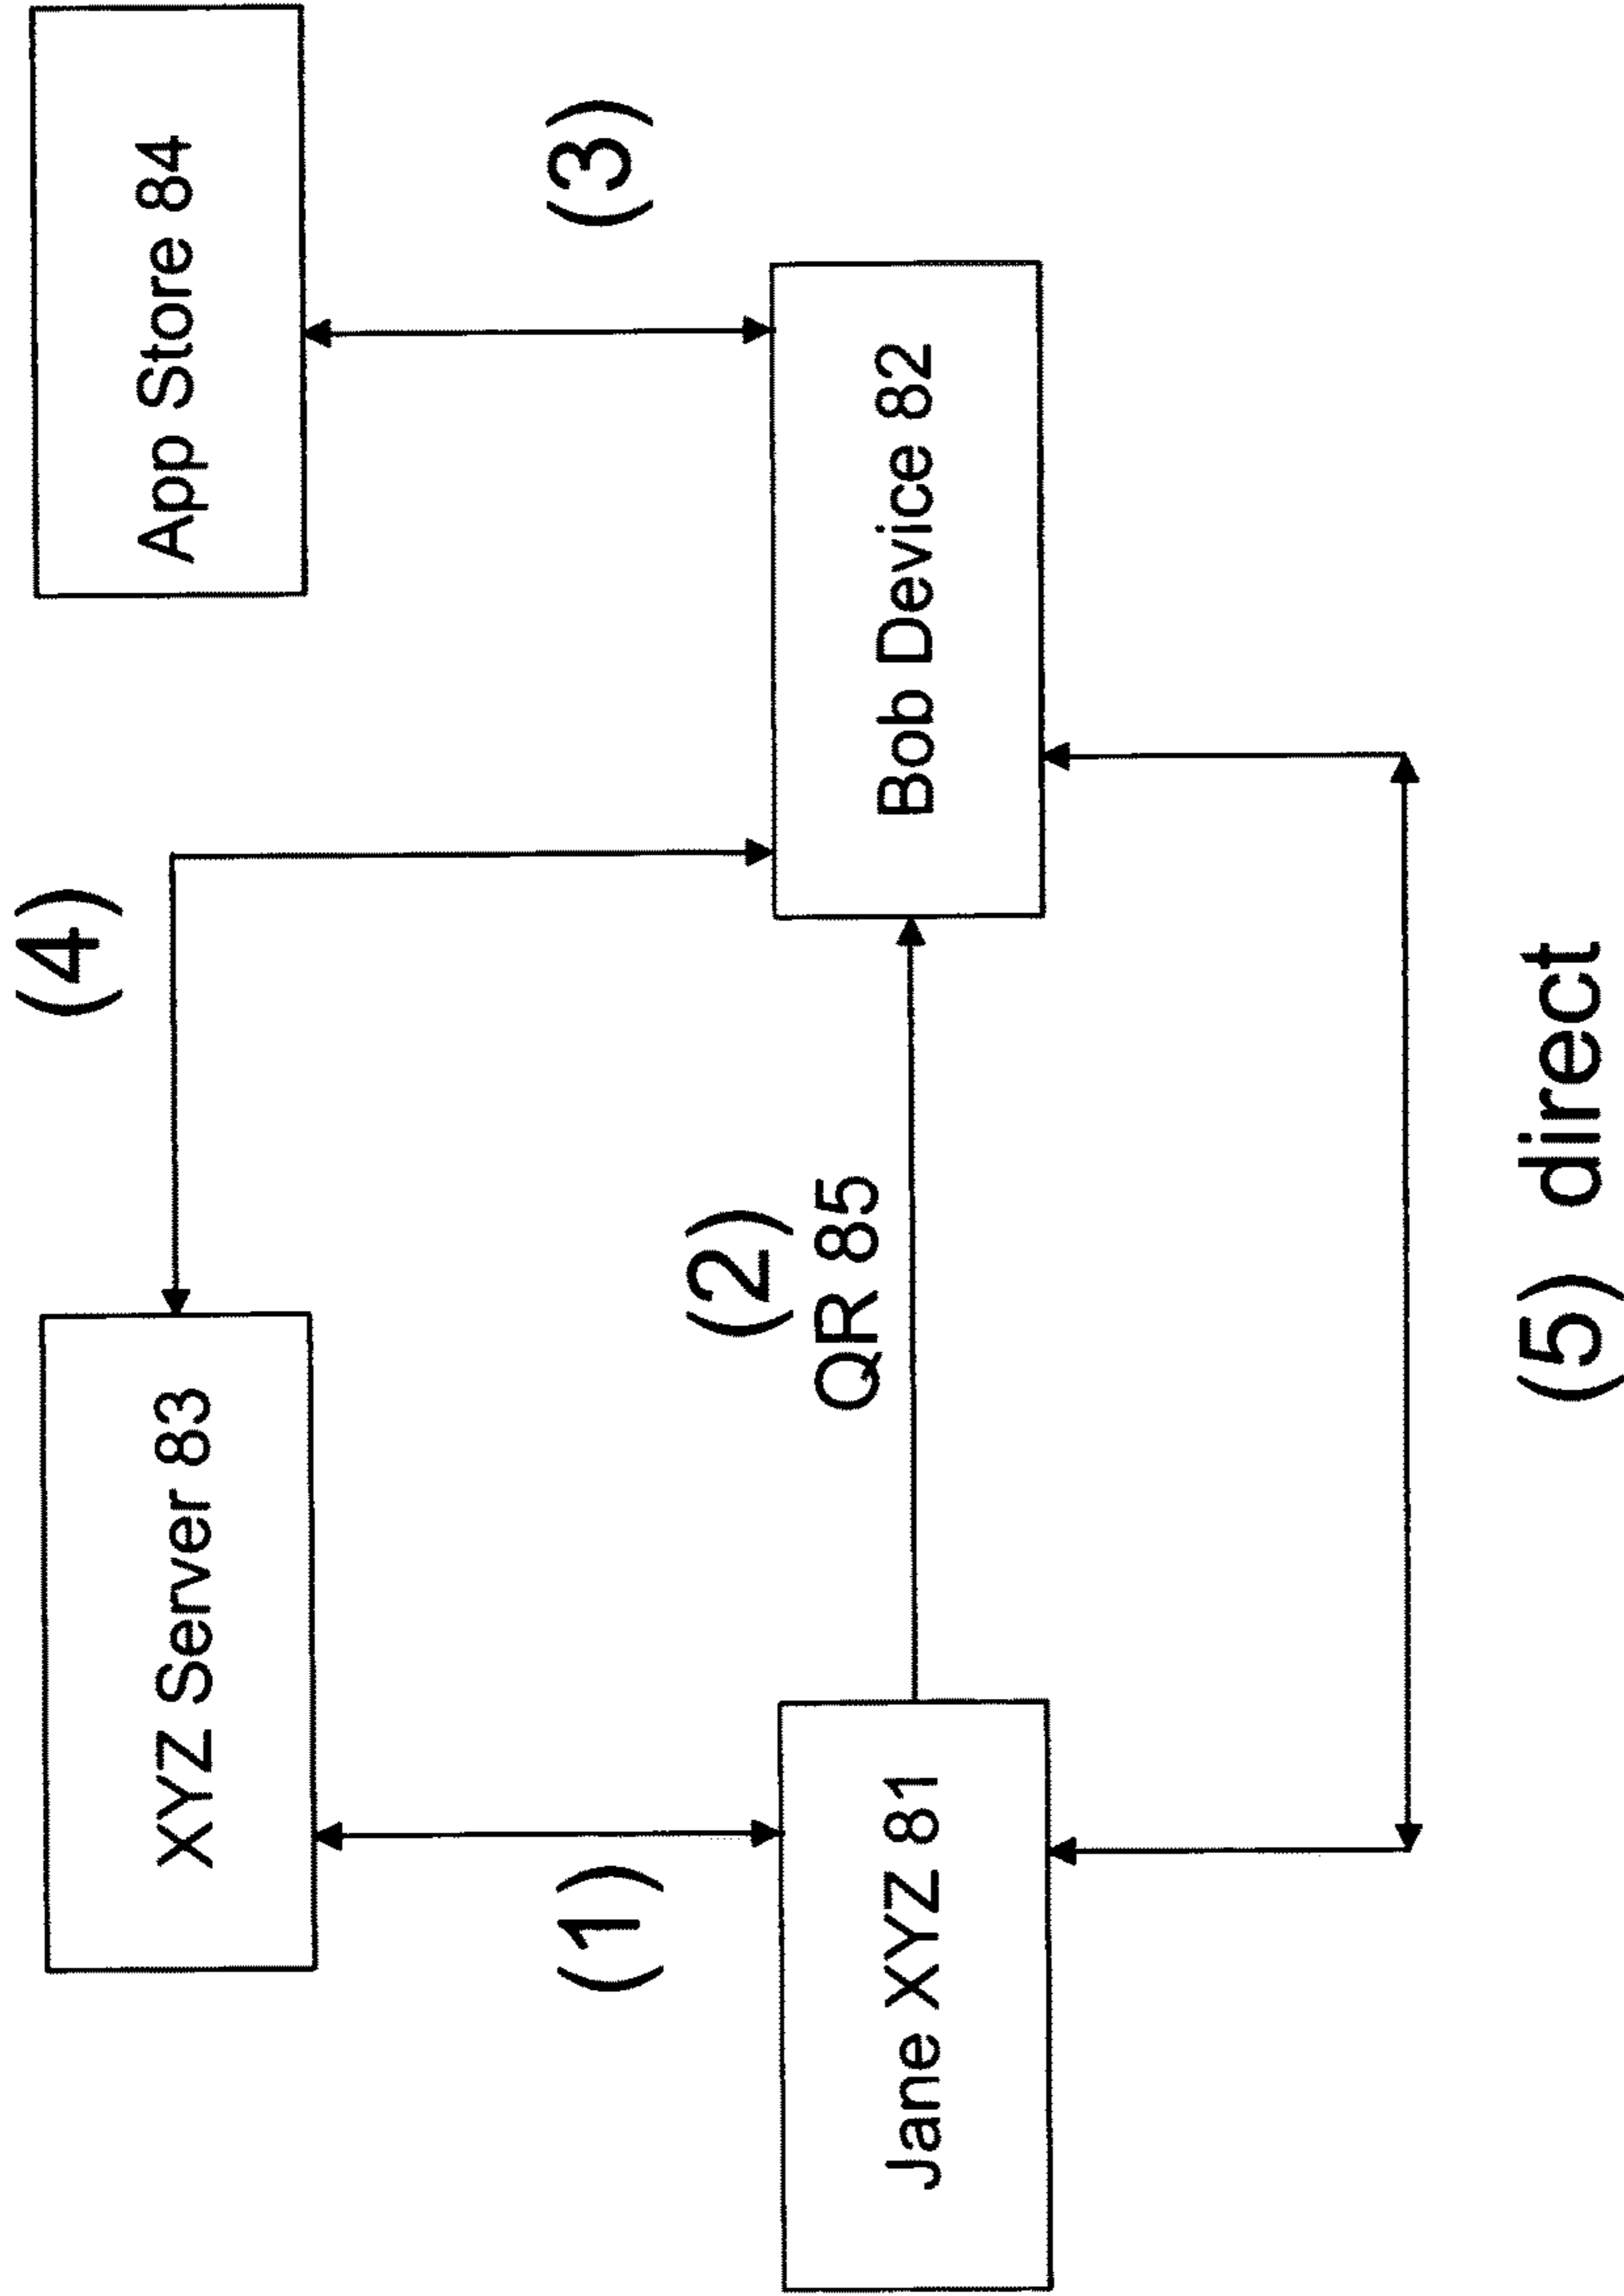 (4)
XYZ Server 83
App Store 84
(1)
(3)
(2)
QR 85
Jane XYZ 81
Bob Device 82
(5) direct